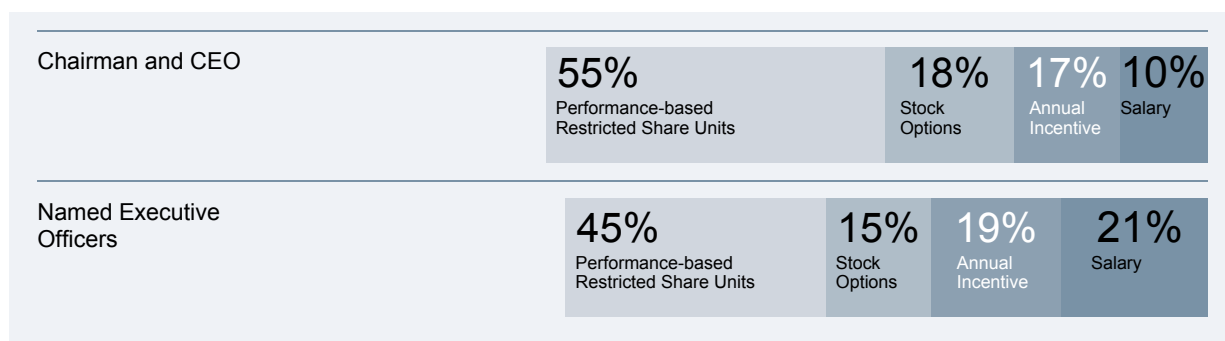 Chairman and CEO
55%
Performance-based
Restricted Share Units
18%
Stock
Options
17%
Annual
Incentive
10%
Salary
Named Executive
Officers
45%
Performance-based
Restricted Share Units
15%
Stock
Options
19%
Annual
Incentive
21%
Salary